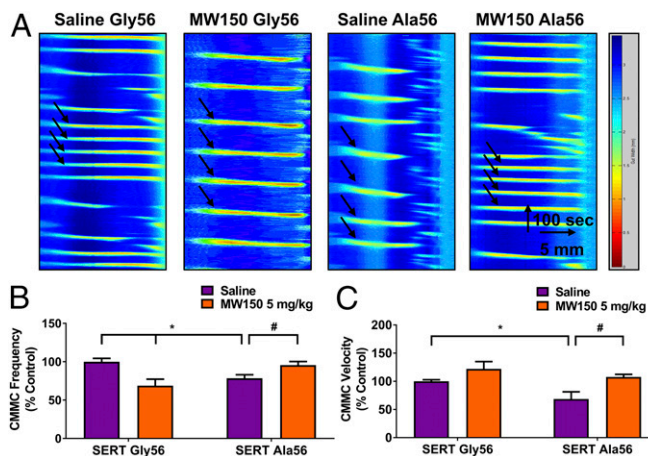 A
Saline Gly56
MW150 Gly56
Saline Ala56
MW150 Ala56
100 sec
5 mm
B
Saline
MW150 5 mg/kg
CMMC Frequency
(% Control)
150
100
50
0
*
#
SERT Gly56
SERT Ala56
C
Saline
MW150 5 mg/kg
CMMC Velocity
(% Control)
200
150
100
50
0
*
#
SERT Gly56
SERT Ala56